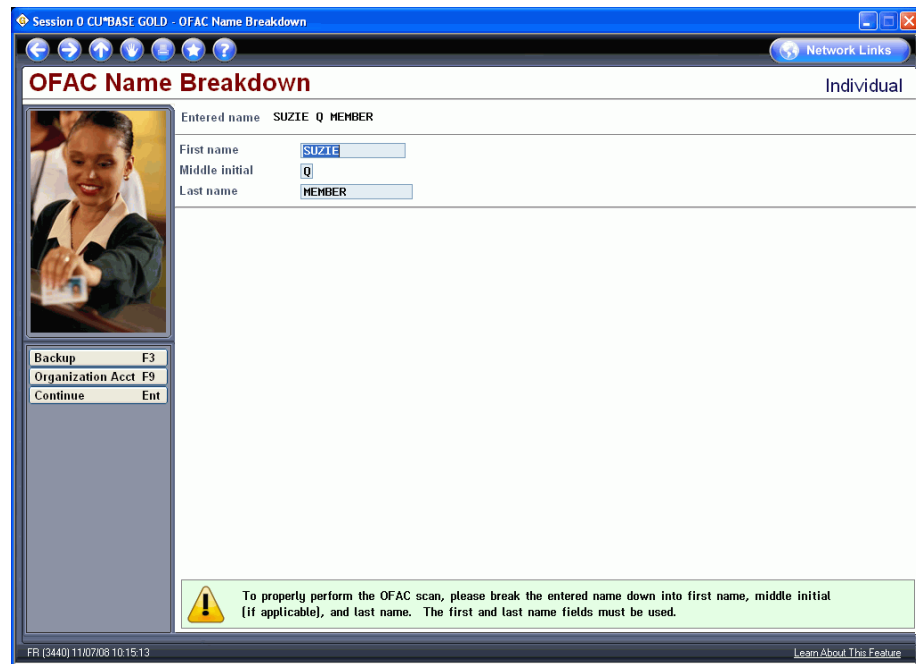 Session 0 CU*BASE GOLD - OFAC Name Breakdown
Network Links
OFAC Name Breakdown
Individual
Entered name SUZIE Q MEMBER
First name SUZIE
Middle initial Q
Last name MEMBER
Backup F3
Organization Acct F9
Continue Ent
To properly perform the OFAC scan, please break the entered name down into first name, middle initial
(if applicable), and last name. The first and last name fields must be used.
FR (3440) 11/07/08 10:15:13
Learn About This Feature